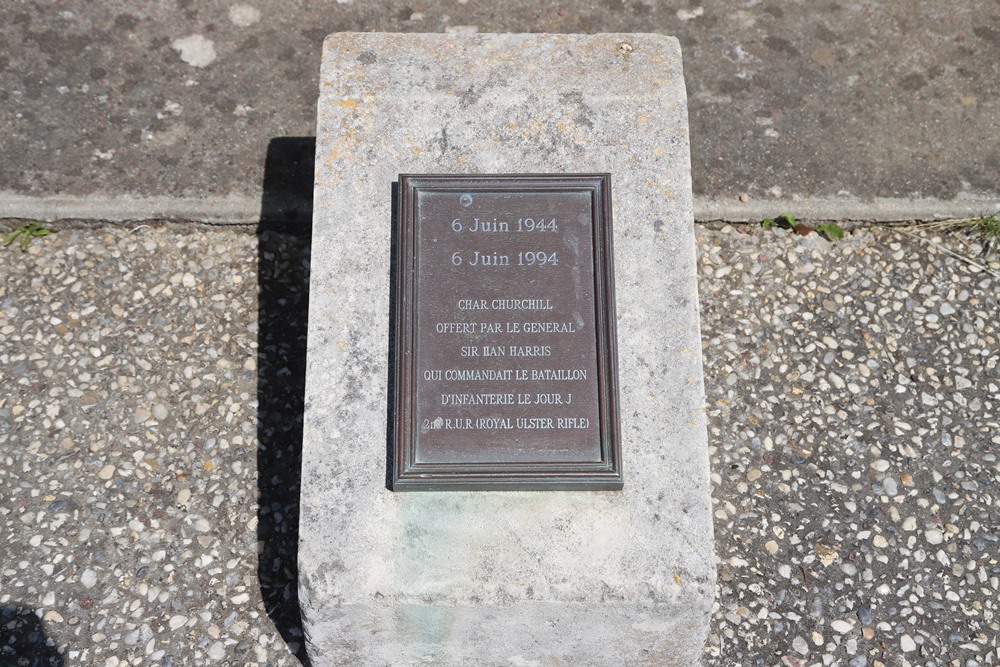 6 Juin 1944
6 Juin 1994
CHAR CHURCHILL
OFFERT PAR LE GENERAL
SIR IIAN HARRIS
QUI COMMANDAIT LE BATAILLON
D'INFANTERIE LE JOUR J
2nd R.U.R (ROYAL ULSTER RIFLE)